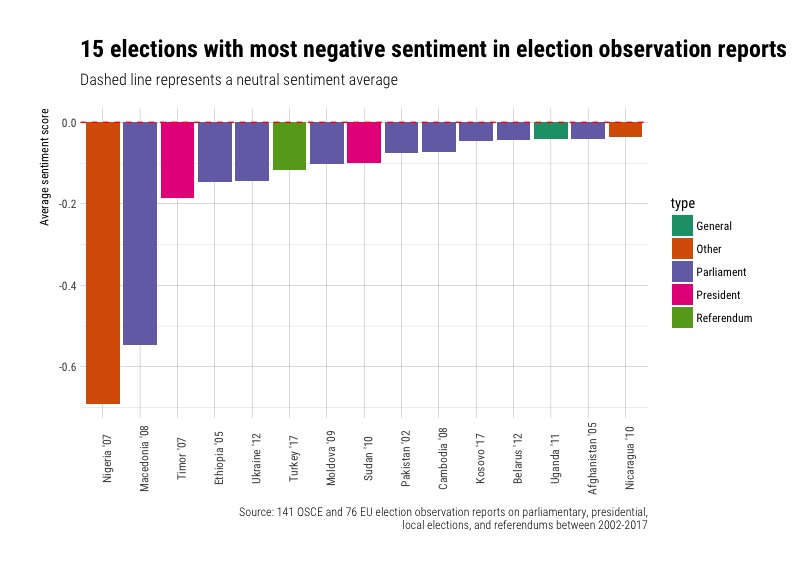 15 elections with most negative sentiment in election observation reports
Dashed line represents a neutral sentiment average
Average sentiment score
0.0
-0.2
-0.4
-0.6
Nigeria '07
Macedonia '08
Timor '07
Ethiopia '05
Ukraine '12
Turkey '17
Moldova '09
Sudan '10
Pakistan '02
Cambodia '08
Kosovo '17
Belarus '12
Uganda '11
Afghanistan '05
Nicaragua '10
type
General
Other
Parliament
President
Referendum
Source: 141 OSCE and 76 EU election observation reports on parliamentary, presidential,
local elections, and referendums between 2002-2017